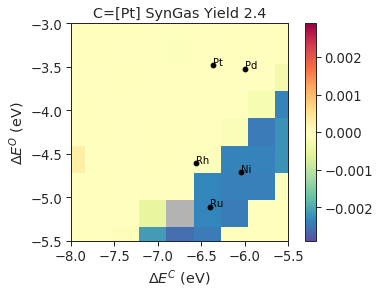 C=[Pt] SynGas Yield 2.4
ΔE^O (eV)
−3.0
−3.5
−4.0
−4.5
−5.0
−5.5
Pt
Pd
Rh
Ni
Ru
−8.0 −7.5 −7.0 −6.5 −6.0 −5.5
ΔE^C (eV)
0.002
0.001
0.000
−0.001
−0.002